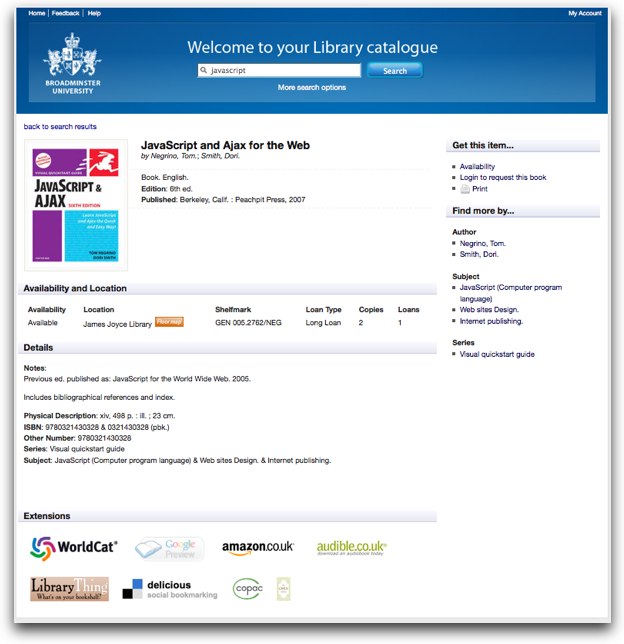 Home | Feedback | Help
My Account
BROADMINSTER
UNIVERSITY
Welcome to your Library catalogue
javascript
Search
More search options
back to search results
VISUAL QUICKSTART GUIDE
JAVASCRIPT &
AJAX SIXTH EDITION
Learn JavaScript
and Ajax the Quick
and Easy Way!
TOM NEGRINO
DORI SMITH
JavaScript and Ajax for the Web
by Negrino, Tom.; Smith, Dori.
Book. English.
Edition: 6th ed.
Published: Berkeley, Calif. : Peachpit Press, 2007
Get this item...
Availability
Login to request this book
Print
Find more by...
Author
Negrino, Tom.
Smith, Dori.
Subject
JavaScript (Computer program
language)
Web sites Design.
Internet publishing.
Series
Visual quickstart guide
Availability and Location
Availability Location Shelfmark Loan Type Copies Loans
Available James Joyce Library Floor map GEN 005.2762/NEG Long Loan 2 1
Details
Notes:
Previous ed. published as: JavaScript for the World Wide Web. 2005.
Includes bibliographical references and index.
Physical Description: xiv, 498 p. : ill. ; 23 cm.
ISBN: 9780321430328 & 0321430328 (pbk.)
Other Number: 9780321430328
Series: Visual quickstart guide
Subject: JavaScript (Computer program language) & Web sites Design. & Internet publishing.
Extensions
WorldCat®
Google
Preview
amazon.co.uk
audible.co.uk
download an audiobook today
LibraryThing
What's on your bookshelf?
delicious
social bookmarking
copac